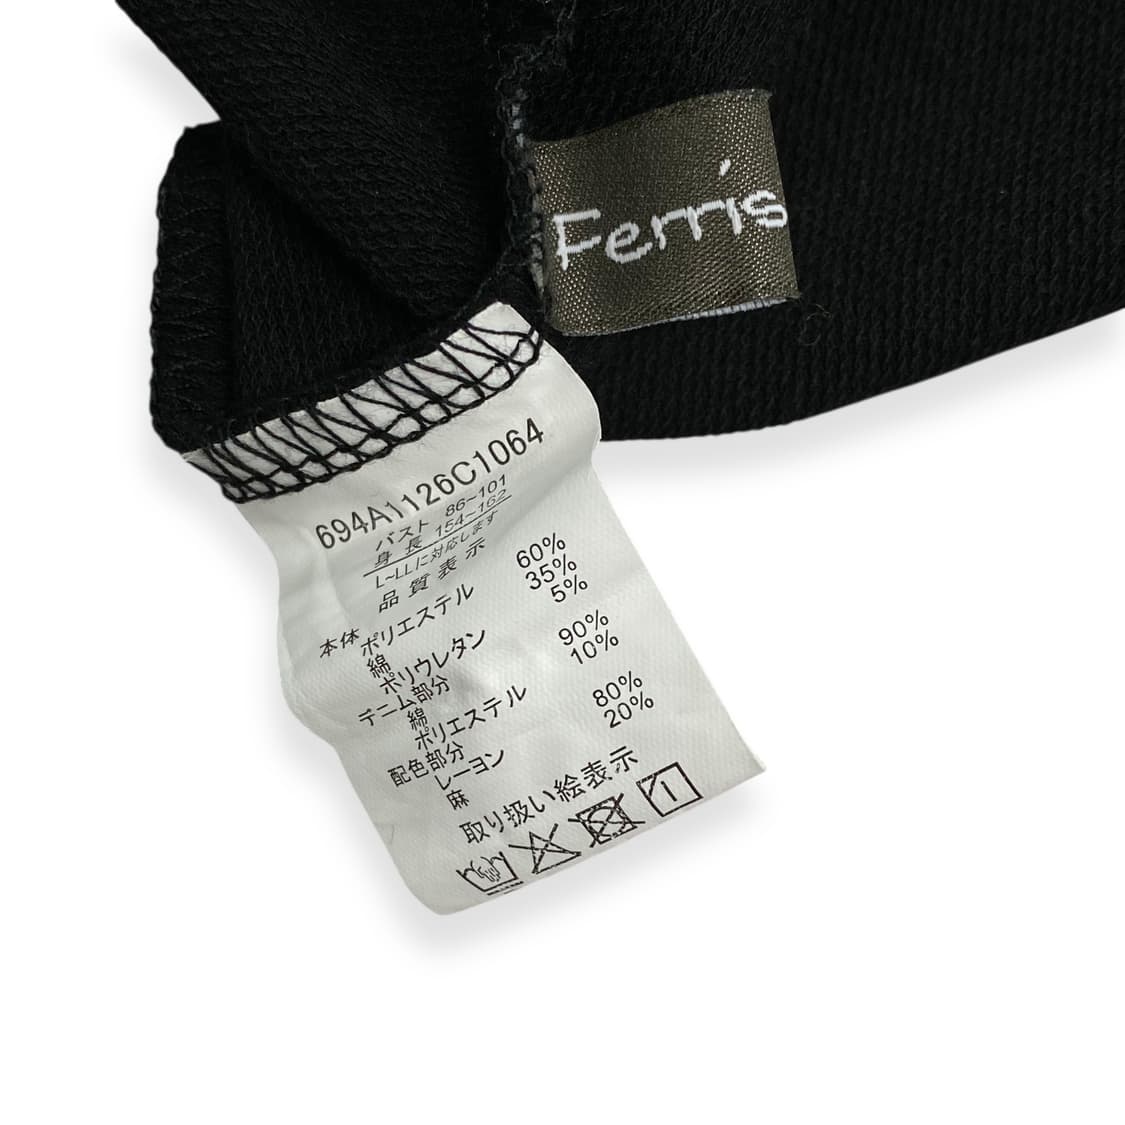 Ferris
694A1126C1064
バスト 86~101
身長 154~162
L~LLに対応します
品質表示
本体 ポリエステル 60%
綿 35%
ポリウレタン 5%
デニム部分
綿 90%
ポリエステル 10%
配色部分
レーヨン 80%
麻 20%
取り扱い絵表示